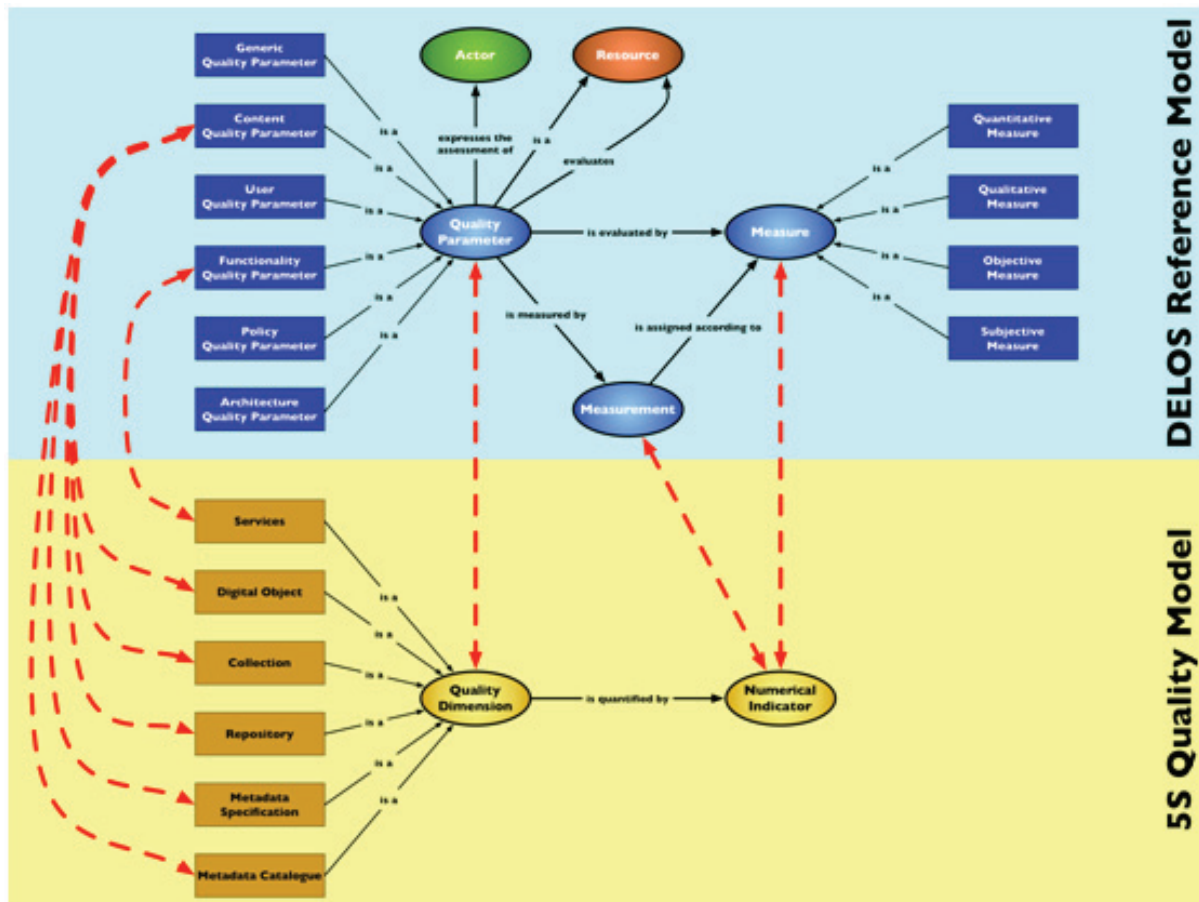 Generic
Quality Parameter
Actor
Resource
DELOS Reference Model
Content
Quality Parameter
is a
expresses the
assessment of
is a
evaluates
Quantitative
Measure
is a
is a
User
Quality Parameter
is a
Qualitative
Measure
is a
Quality
Parameter
is evaluated by
Measure
Functionality
Quality Parameter
is a
is a
Objective
Measure
is a
is a
Policy
Quality Parameter
is measured by
is assigned according to
Subjective
Measure
is a
Architecture
Quality Parameter
Measurement
5S Quality Model
Services
Digital Object
is a
is a
Collection
is a
Quality
Dimension
is quantified by
Numerical
Indicator
Repository
is a
is a
Metadata
Specification
is a
Metadata Catalogue